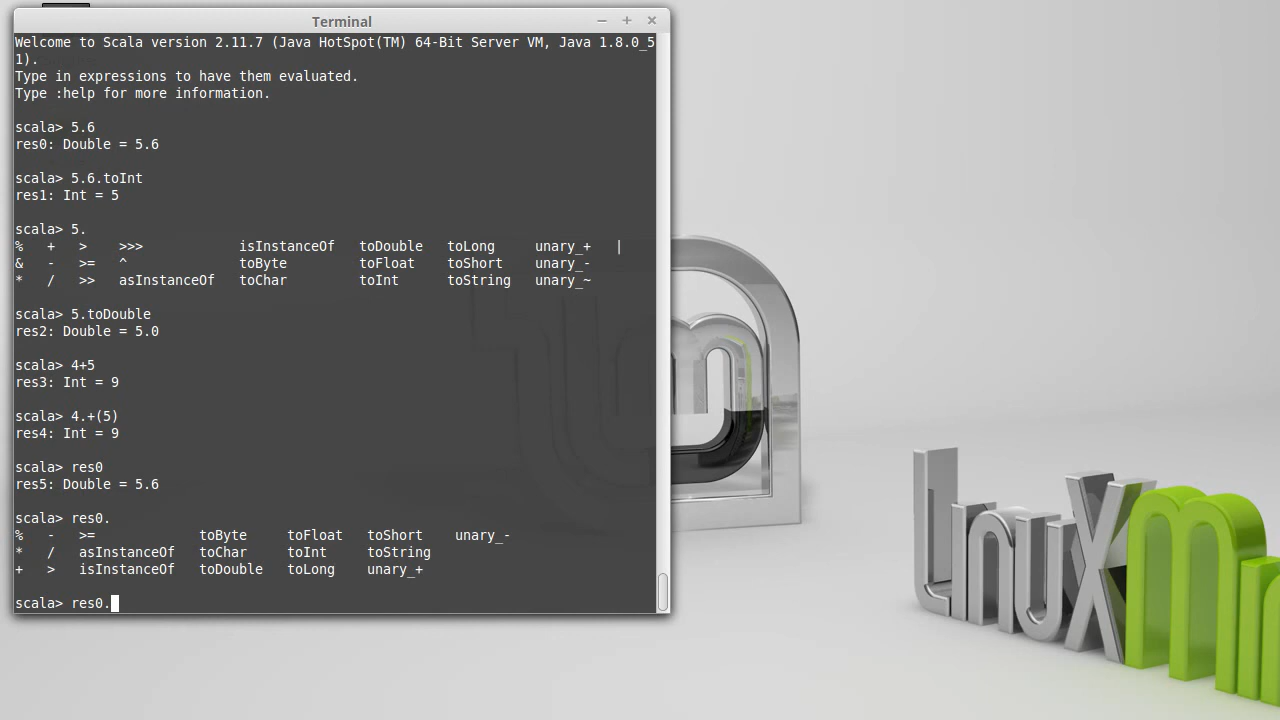 Terminal
Welcome to Scala version 2.11.7 (Java HotSpot(TM) 64-Bit Server VM, Java 1.8.0_5
1).
Type in expressions to have them evaluated.
Type :help for more information.
scala> 5.6
res0: Double = 5.6
scala> 5.6.toInt
res1: Int = 5
scala> 5.
%   +   >   >>>            isInstanceOf   toDouble   toLong     unary_+   |
&   -   >=  ^              toByte         toFloat    toShort    unary_-
*   /   >>  asInstanceOf   toChar         toInt      toString   unary_~
scala> 5.toDouble
res2: Double = 5.0
scala> 4+5
res3: Int = 9
scala> 4.+(5)
res4: Int = 9
scala> res0
res5: Double = 5.6
scala> res0.
%   -   >=             toByte     toFloat   toShort    unary_-
*   /   asInstanceOf   toChar     toInt     toString
+   >   isInstanceOf   toDouble   toLong    unary_+
scala> res0.
LinuxMin